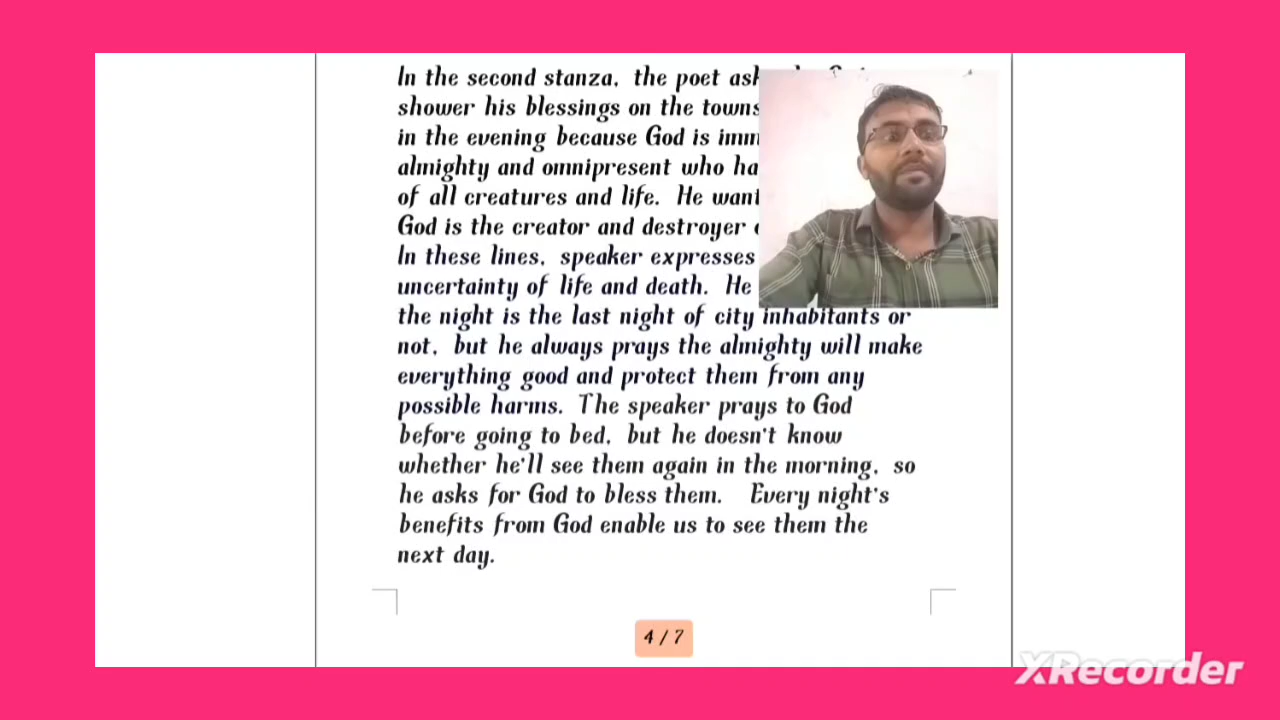 In the second stanza, the poet
shower his blessings on the towns
in the evening because God is
almighty and omnipresent who
of all creatures and life. He
God is the creator and destroyer
In these lines, speaker expresses
uncertainty of life and death. He
the night is the last night of city inhabitants or
not, but he always prays the almighty will make
everything good and protect them from any
possible harms. The speaker prays to God
before going to bed, but he doesn't know
whether he'll see them again in the morning, so
he asks for God to bless them. Every night's
benefits from God enable us to see them the
next day.
4 / 7
XRecorder